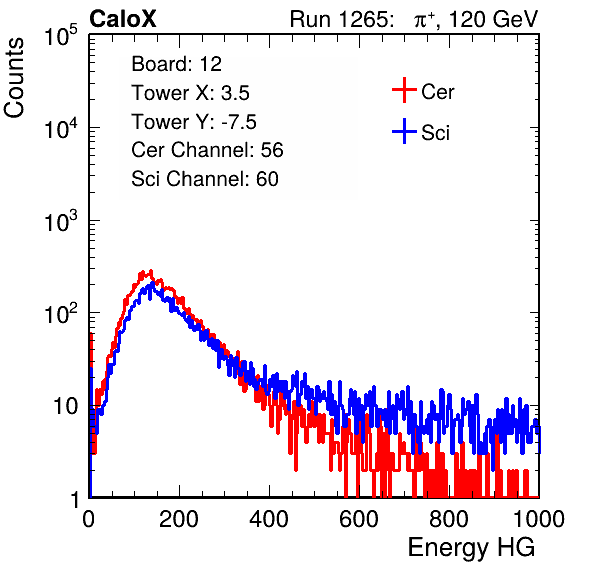 CaloX Run 1265: π⁺, 120 GeV
Counts
10⁵
10⁴
10³
10²
10
1
Board: 12
Tower X: 3.5
Tower Y: -7.5
Cer Channel: 56
Sci Channel: 60
Cer
Sci
0 200 400 600 800 1000
Energy HG